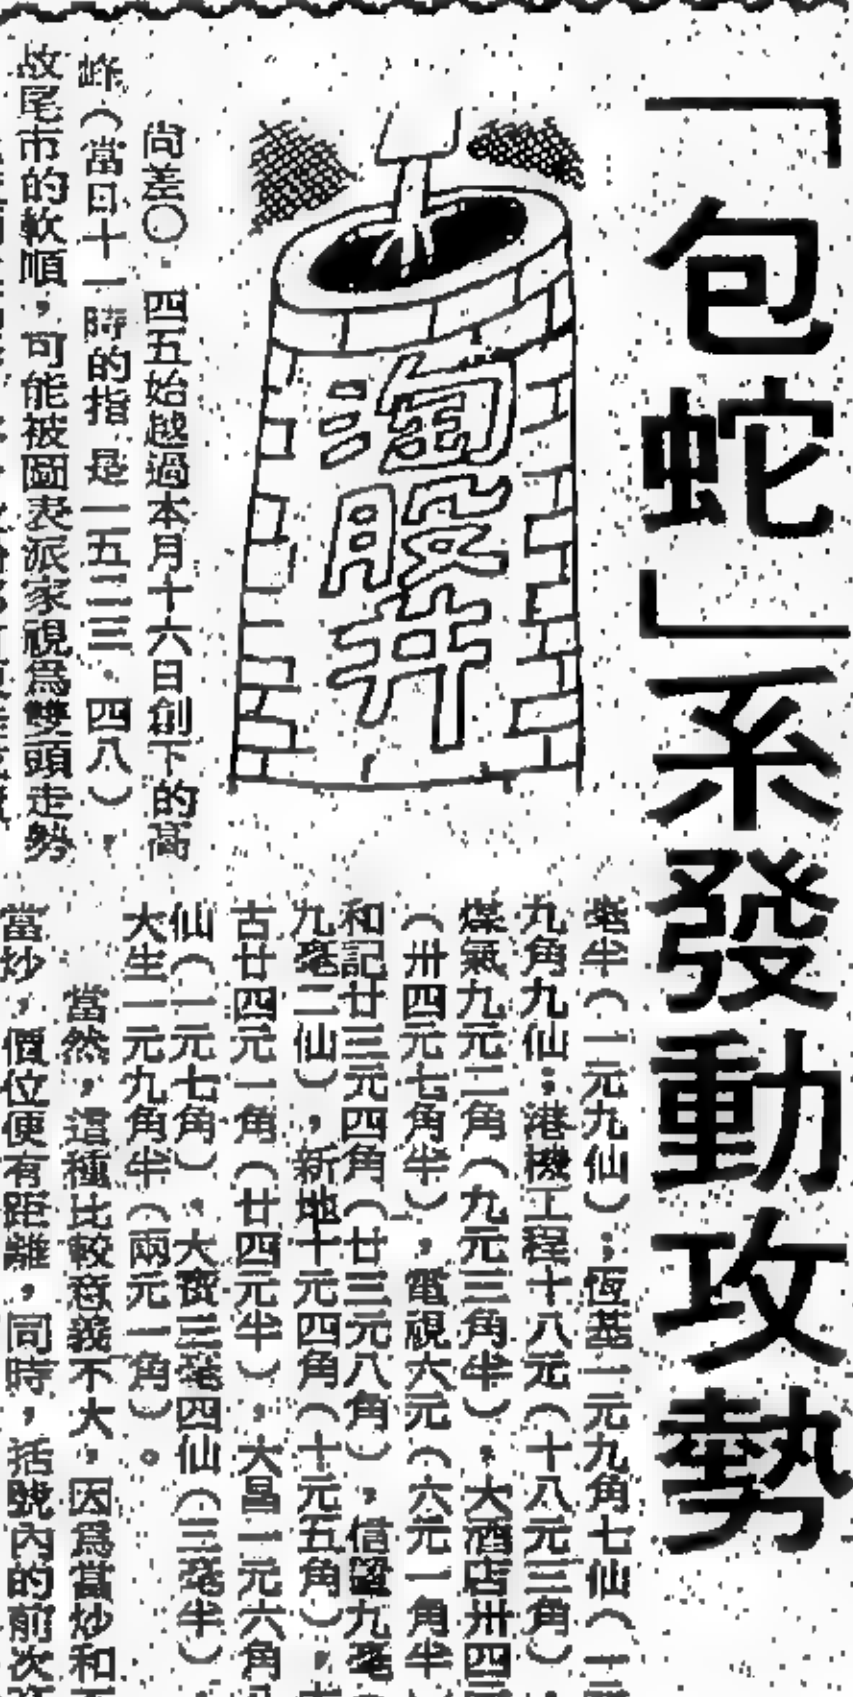 「包蛇」系發動攻勢
淘股井
尚差〇·四五始越過本月十六日創下的高
峰(當日十一時的指 是一五二三·四八),
故尾市的軟順,可能被圖表派家視爲雙頭走勢
毫半(一元九仙);恆基一元九角七仙(二
九角九仙;港機工程十八元(十八元三角)
煤氣九元二角(九元三角半),大酒店卅四
(卅四元七角半),電視六元(六元一角半
和記廿三元四角(廿三元八角),信置九毫
九毫二仙),新地十元四角(十元五角),
古廿四元一角(廿四元半),大昌一元六角
仙(一元七角),大寶三毫四仙(三毫半)
大生一元九角半(兩元一角)。
當然,這種比較意義不大,因爲當炒和
當炒,價位便有距離,同時,括號內的前次